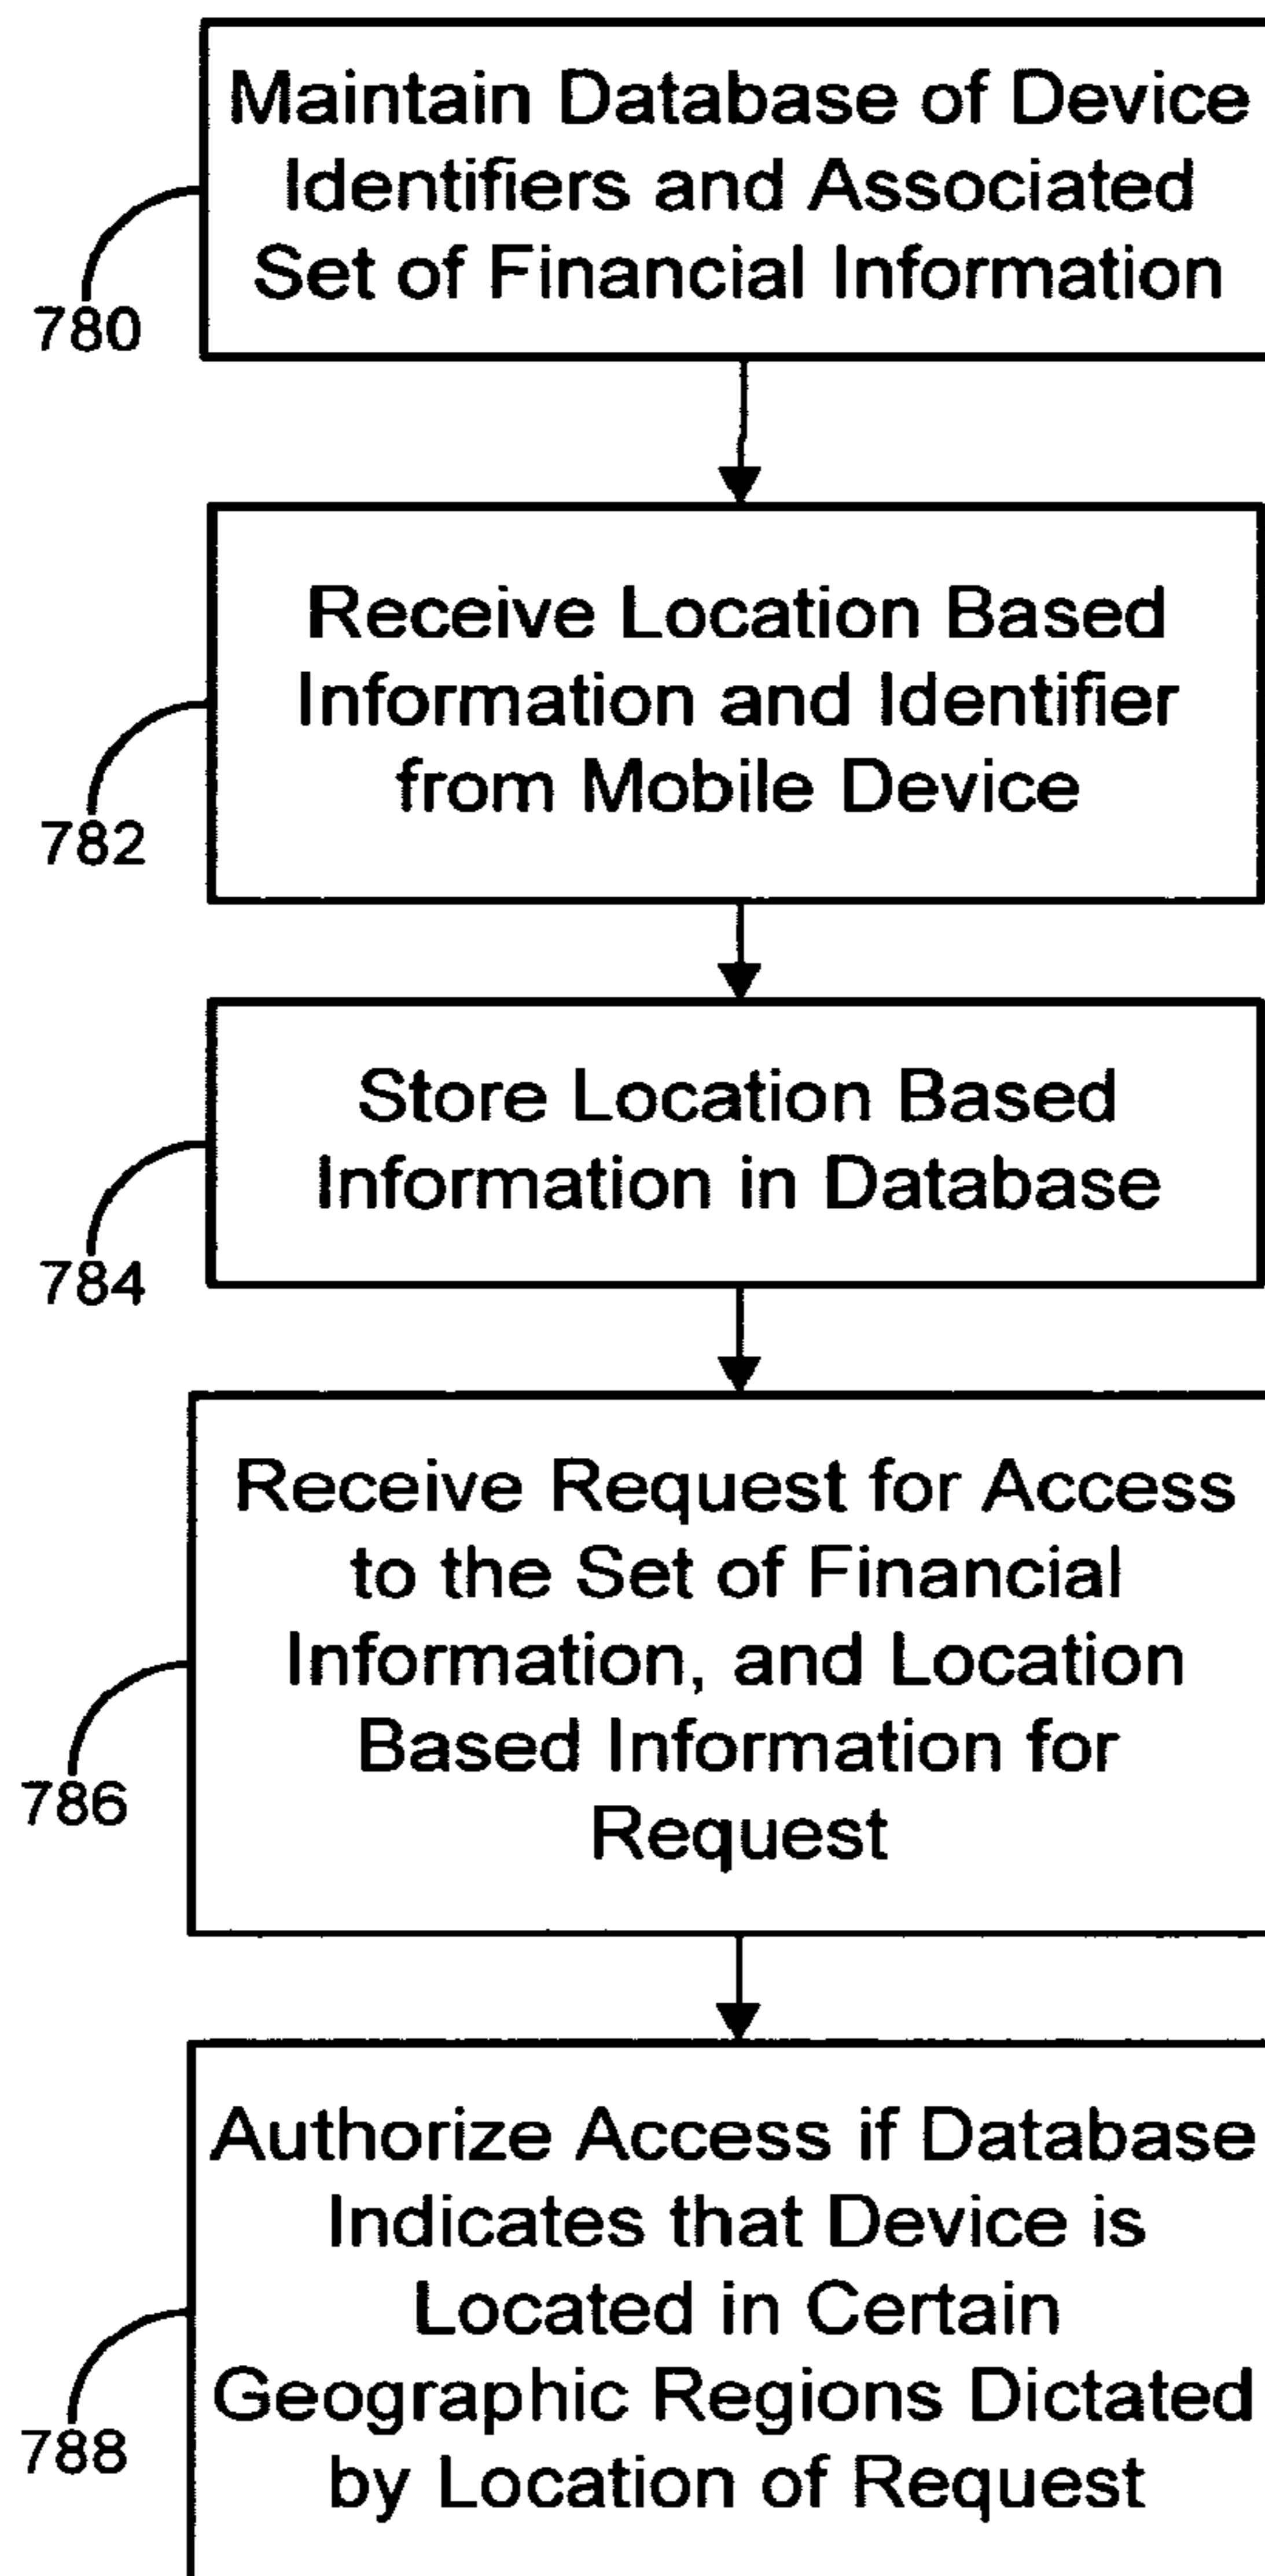 Maintain Database of Device
Identifiers and Associated
Set of Financial Information
780
Receive Location Based
Information and Identifier
from Mobile Device
782
Store Location Based
Information in Database
784
Receive Request for Access
to the Set of Financial
Information, and Location
Based Information for
Request
786
Authorize Access if Database
Indicates that Device is
Located in Certain
Geographic Regions Dictated
by Location of Request
788